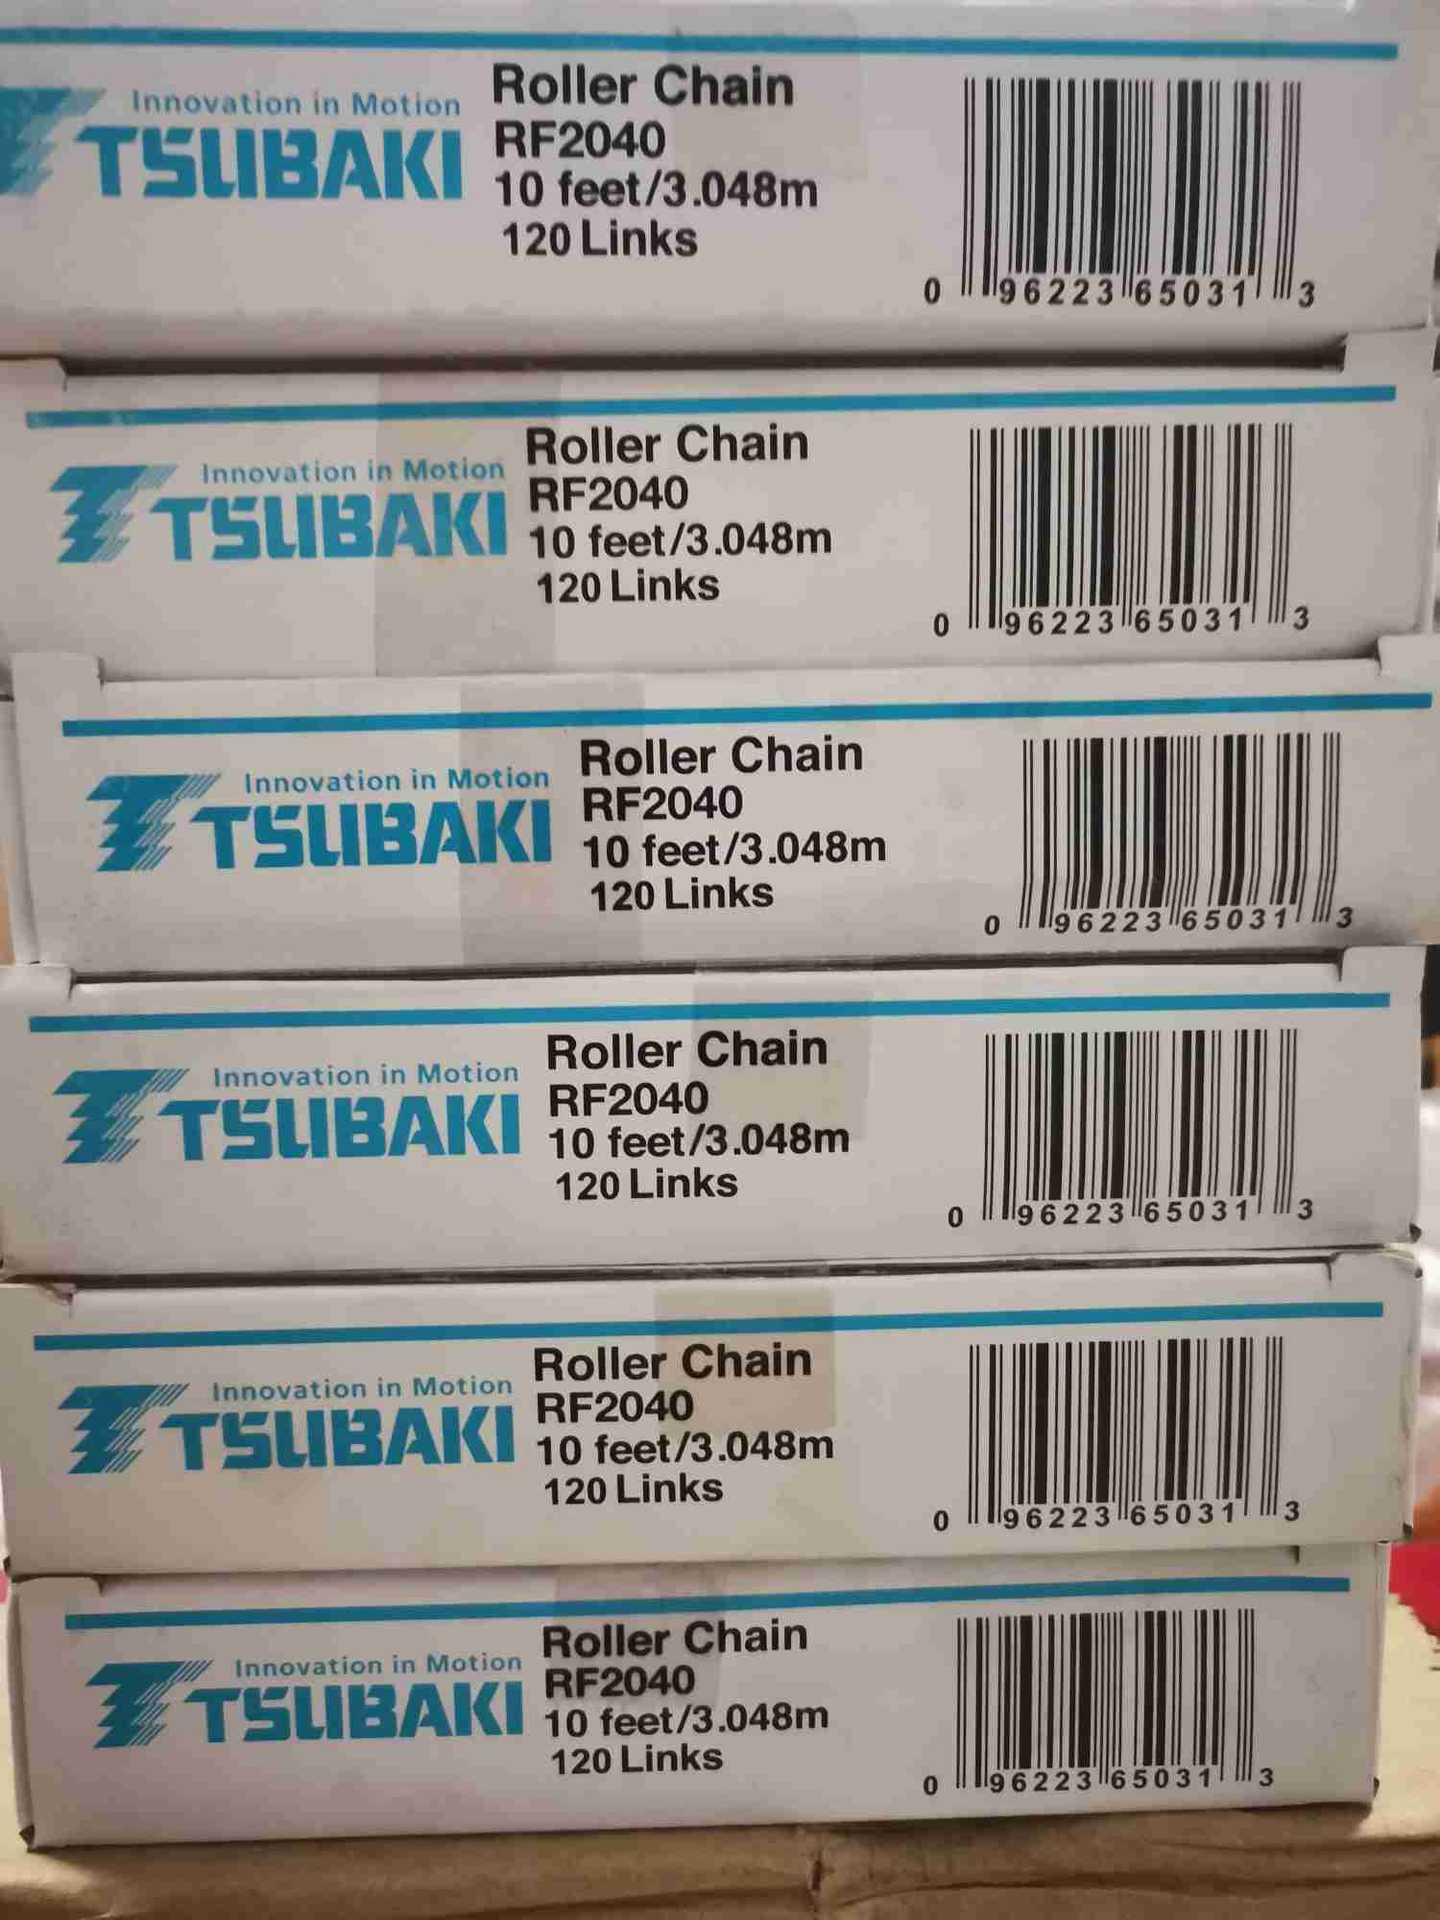 Innovation in Motion
TSUBAKI
Roller Chain
RF2040
10 feet/3.048m
120 Links
0 96223 65031 3
Innovation in Motion
TSUBAKI
Roller Chain
RF2040
10 feet/3.048m
120 Links
0 96223 65031 3
Innovation in Motion
TSUBAKI
Roller Chain
RF2040
10 feet/3.048m
120 Links
0 96223 65031 3
Innovation in Motion
TSUBAKI
Roller Chain
RF2040
10 feet/3.048m
120 Links
0 96223 65031 3
Innovation in Motion
TSUBAKI
Roller Chain
RF2040
10 feet/3.048m
120 Links
0 96223 65031 3
Innovation in Motion
TSUBAKI
Roller Chain
RF2040
10 feet/3.048m
120 Links
0 96223 65031 3